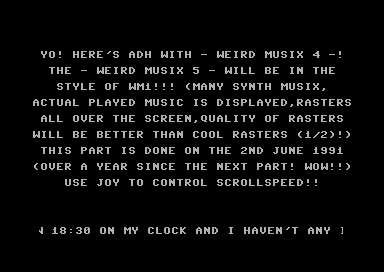 YO! HERE'S ADH WITH - WEIRD MUSIX 4 -!
THE - WEIRD MUSIX 5 - WILL BE IN THE
STYLE OF WM1!!! (MANY SYNTH MUSIX,
ACTUAL PLAYED MUSIC IS DISPLAYED,RASTERS
ALL OVER THE SCREEN,QUALITY OF RASTERS
WILL BE BETTER THAN COOL RASTERS (1/2)!)
THIS PART IS DONE ON THE 2ND JUNE 1991
(OVER A YEAR SINCE THE NEXT PART! WOW!!)
USE JOY TO CONTROL SCROLLSPEED!!
18:30 ON MY CLOCK AND I HAVEN'T ANY